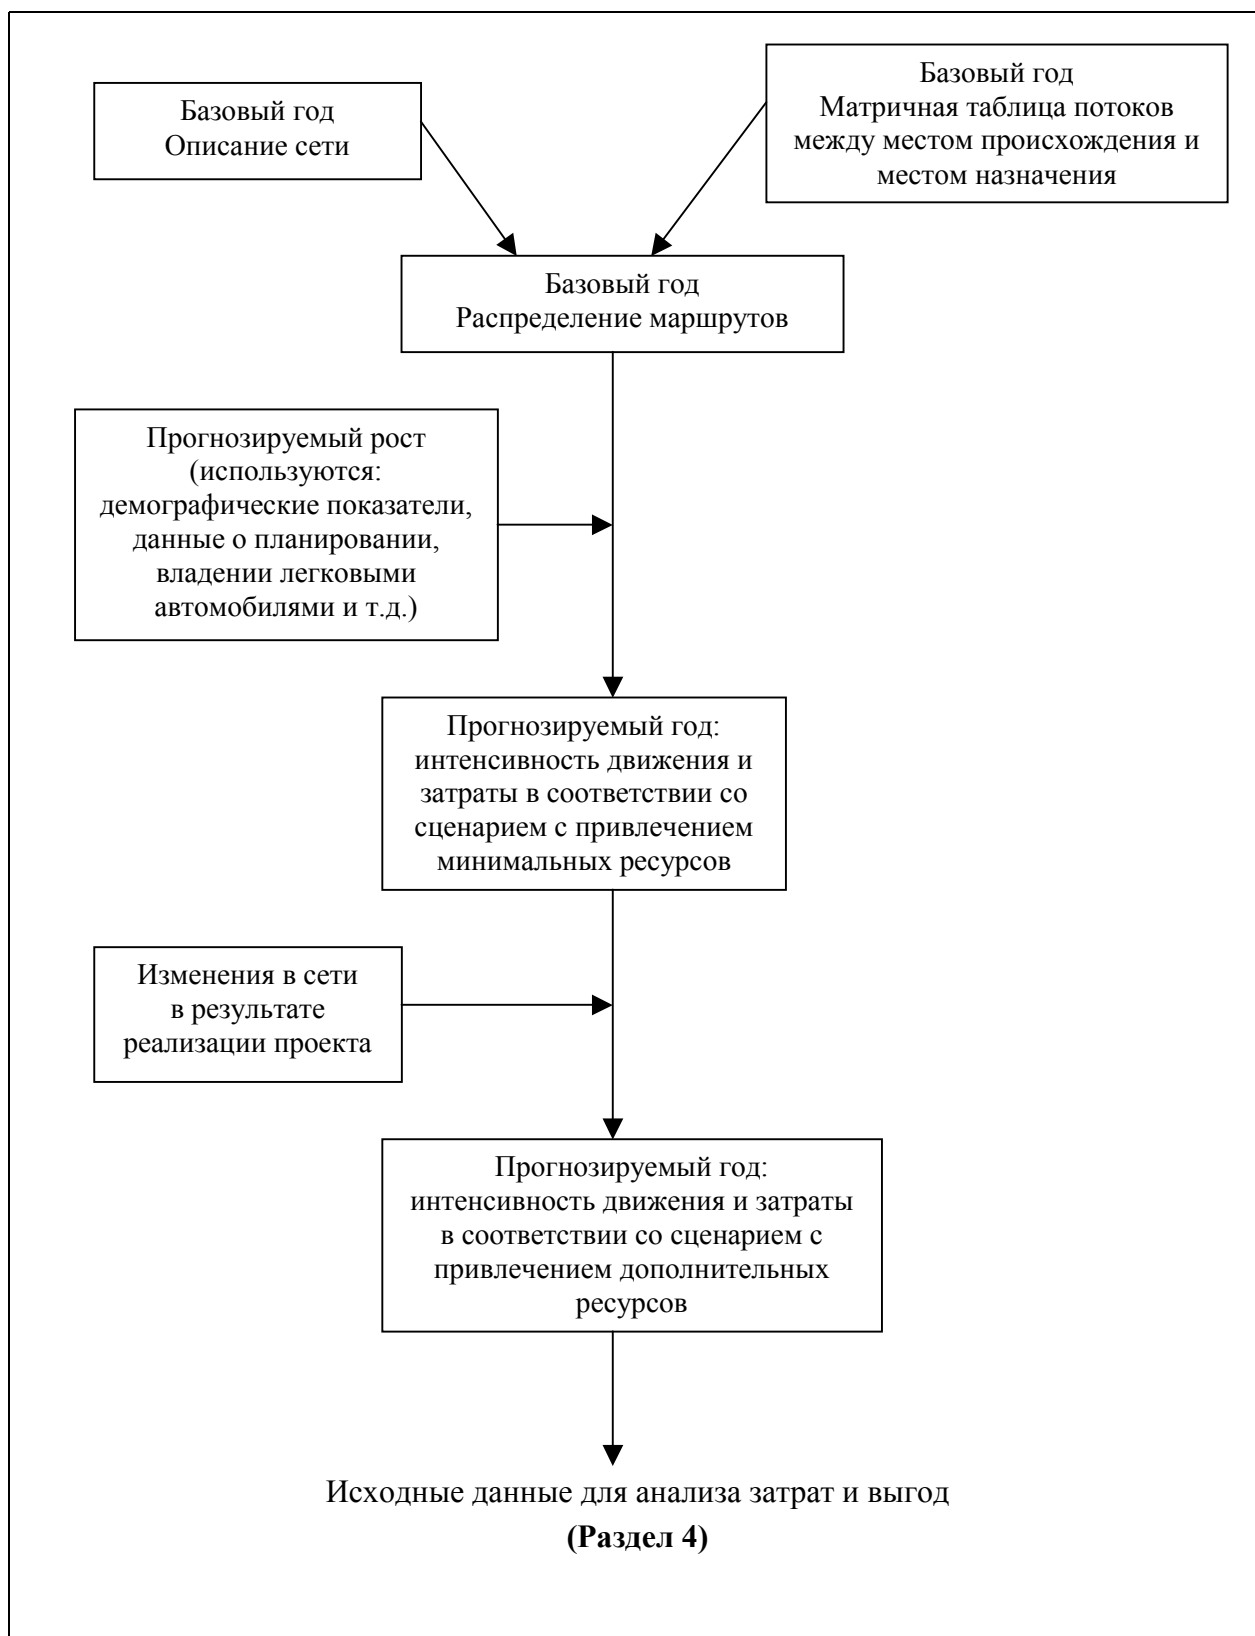 Базовый год
Описание сети
Базовый год
Матричная таблица потоков
между местом происхождения и
местом назначения
Базовый год
Распределение маршрутов
Прогнозируемый рост
(используются:
демографические показатели,
данные о планировании,
владении легковыми
автомобилями и т.д.)
Прогнозируемый год:
интенсивность движения и
затраты в соответствии со
сценарием с привлечением
минимальных ресурсов
Изменения в сети
в результате
реализации проекта
Прогнозируемый год:
интенсивность движения и затраты
в соответствии со сценарием с
привлечением дополнительных
ресурсов
Исходные данные для анализа затрат и выгод
(Раздел 4)